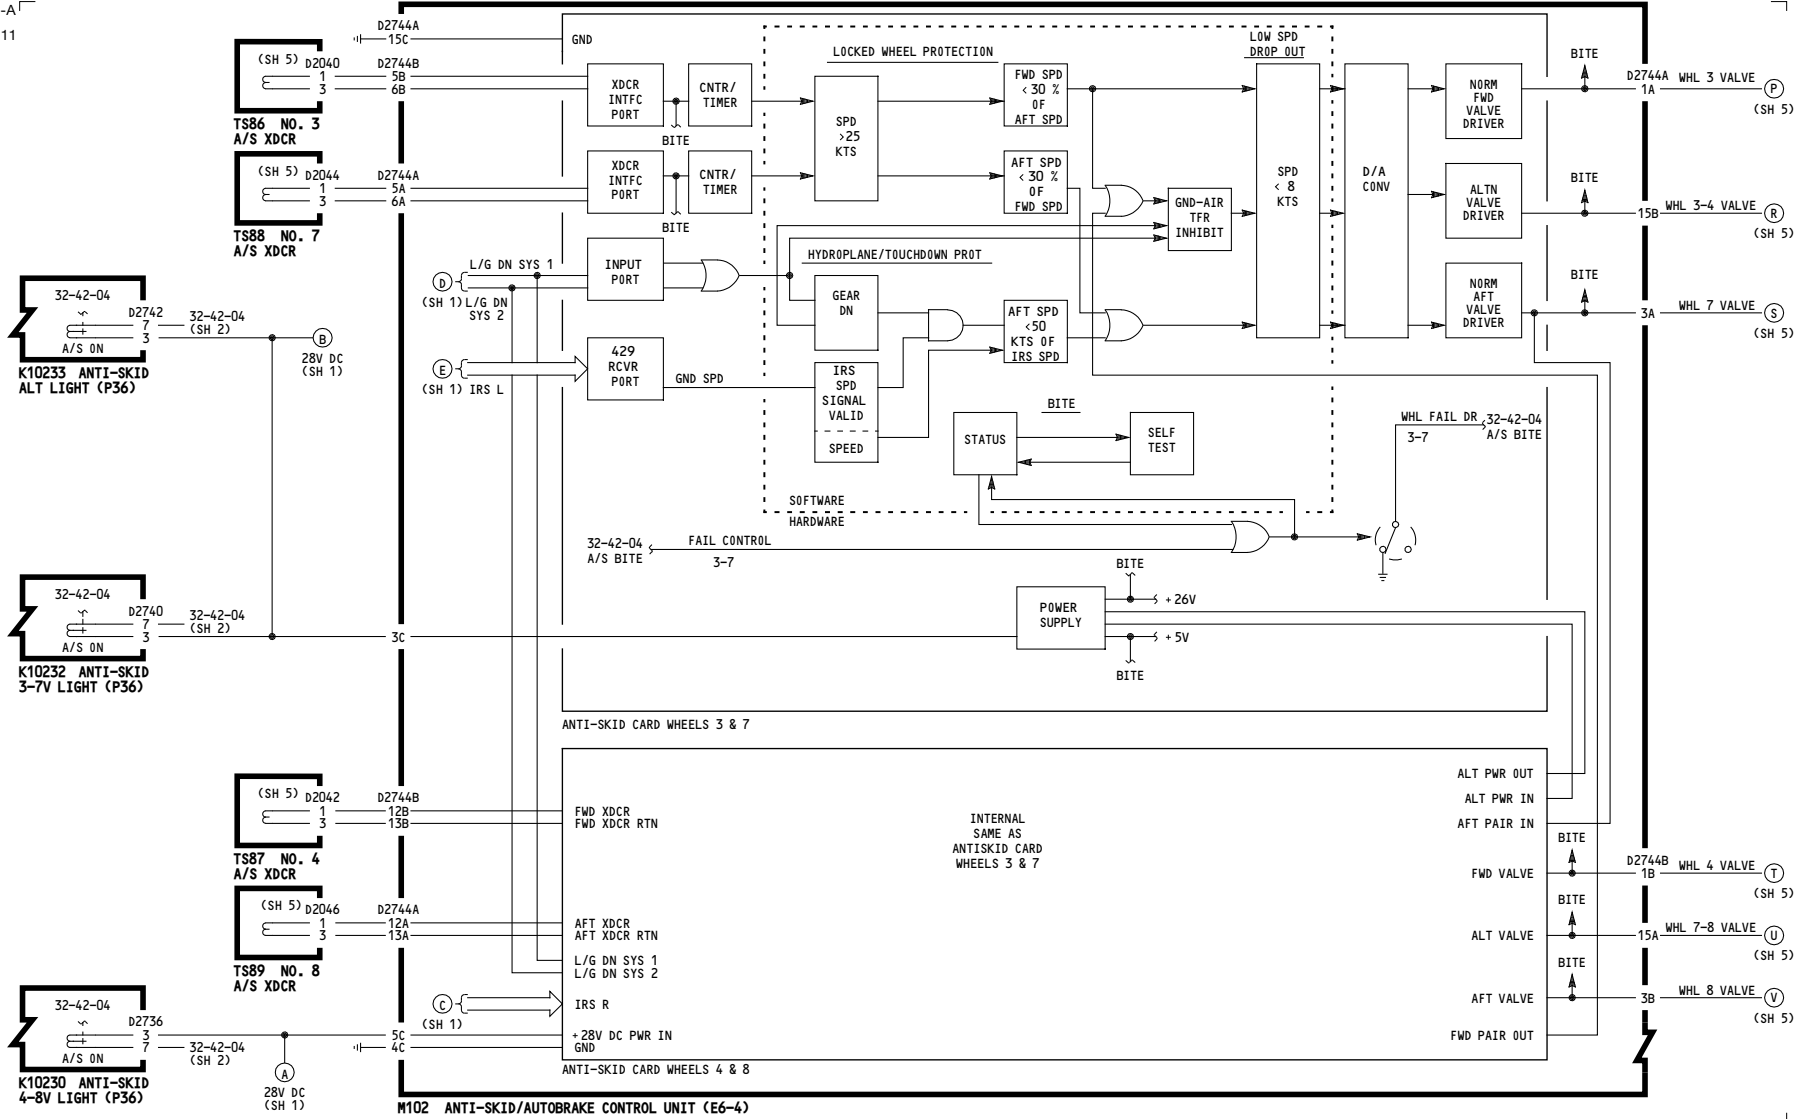 -A
11
D2744A
15C
GND
(SH 5)
D2040
1
3
D2744B
5B
6B
TS86 NO. 3
A/S XDCR
(SH 5)
D2044
1
3
D2744A
5A
6A
TS88 NO. 7
A/S XDCR
XDCR
INTFC
PORT
BITE
CNTR/
TIMER
XDCR
INTFC
PORT
BITE
CNTR/
TIMER
LOCKED WHEEL PROTECTION
SPD
>25
KTS
FWD SPD
<30 %
OF
AFT SPD
AFT SPD
<30 %
OF
FWD SPD
LOW SPD
DROP OUT
SPD
< 8
KTS
GND-AIR
TFR
INHIBIT
D/A
CONV
NORM
FWD
VALVE
DRIVER
ALTN
VALVE
DRIVER
NORM
AFT
VALVE
DRIVER
BITE
D2744A
1A
WHL 3 VALVE
P
(SH 5)
BITE
15B
WHL 3-4 VALVE
R
(SH 5)
BITE
3A
WHL 7 VALVE
S
(SH 5)
D
(SH 1)
L/G DN SYS 1
L/G DN
SYS 2
INPUT
PORT
HYDROPLANE/TOUCHDOWN PROT
GEAR
DN
AFT SPD
<50
KTS OF
IRS SPD
E
(SH 1) IRS L
429
RCVR
PORT
GND SPD
IRS
SPD
SIGNAL
VALID
SPEED
BITE
STATUS
SELF
TEST
WHL FAIL DR
3-7
32-42-04
A/S BITE
SOFTWARE
HARDWARE
32-42-04
A/S BITE
FAIL CONTROL
3-7
32-42-04
D2742
7
3
A/S ON
32-42-04
(SH 2)
B
28V DC
(SH 1)
K10233 ANTI-SKID
ALT LIGHT (P36)
32-42-04
D2740
7
3
A/S ON
32-42-04
(SH 2)
K10232 ANTI-SKID
3-7V LIGHT (P36)
3C
POWER
SUPPLY
BITE
+26V
+5V
BITE
ANTI-SKID CARD WHEELS 3 & 7
(SH 5)
D2042
1
3
D2744B
12B
13B
FWD XDCR
FWD XDCR RTN
TS87 NO. 4
A/S XDCR
(SH 5)
D2046
1
3
D2744A
12A
13A
AFT XDCR
AFT XDCR RTN
TS89 NO. 8
A/S XDCR
L/G DN SYS 1
L/G DN SYS 2
C
(SH 1)
IRS R
INTERNAL
SAME AS
ANTISKID CARD
WHEELS 3 & 7
ALT PWR OUT
ALT PWR IN
AFT PAIR IN
FWD VALVE
BITE
D2744B
1B
WHL 4 VALVE
T
(SH 5)
ALT VALVE
BITE
15A
WHL 7-8 VALVE
U
(SH 5)
AFT VALVE
BITE
3B
WHL 8 VALVE
V
(SH 5)
FWD PAIR OUT
32-42-04
D2736
3
7
A/S ON
32-42-04
(SH 2)
A
28V DC
(SH 1)
5C
4C
+28V DC PWR IN
GND
K10230 ANTI-SKID
4-8V LIGHT (P36)
ANTI-SKID CARD WHEELS 4 & 8
M102 ANTI-SKID/AUTOBRAKE CONTROL UNIT (E6-4)